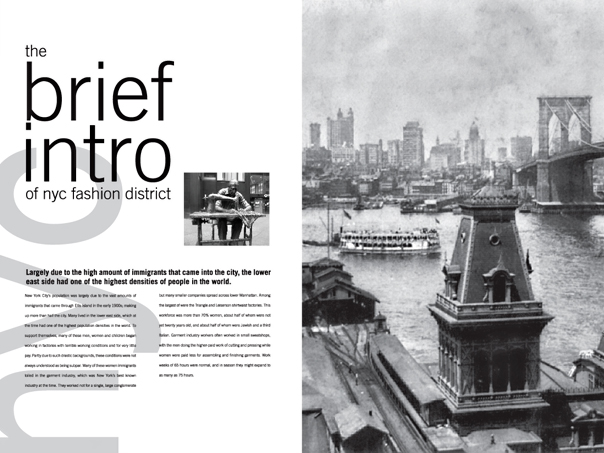 the
brief
intro
of nyc fashion district
nyc
Largely due to the high amount of immigrants that came into the city, the lower
east side had one of the highest densities of people in the world.
New York City's population was largely due to the vast amounts of
immigrants that came through City Island in the early 1900s, making
up more than half the city. Many lived in the lower east side, which at
the time had one of the highest population densities in the world. To
support themselves, many of these men, women and children began
working in factories with terrible working conditions and for very little
pay. Partly due to such drastic backgrounds, these conditions were not
always understood as being subpar. Many of these women immigrants
toiled in the garment industry, which was New York's best known
industry at the time. They worked not for a single, large conglomerate
but many smaller companies spread across lower Manhattan. Among
the largest of were the Triangle and Leiserson shirtwaist factories. This
workforce was more than 70% women, about half of whom were not
yet twenty years old, and about half of whom were Jewish and a third
Italian. Garment industry workers often worked in small sweatshops,
with the men doing the higher-paid work of cutting and pressing while
women were paid less for assembling and finishing garments. Work
weeks of 65 hours were normal, and in season they might expand to
as many as 75 hours.